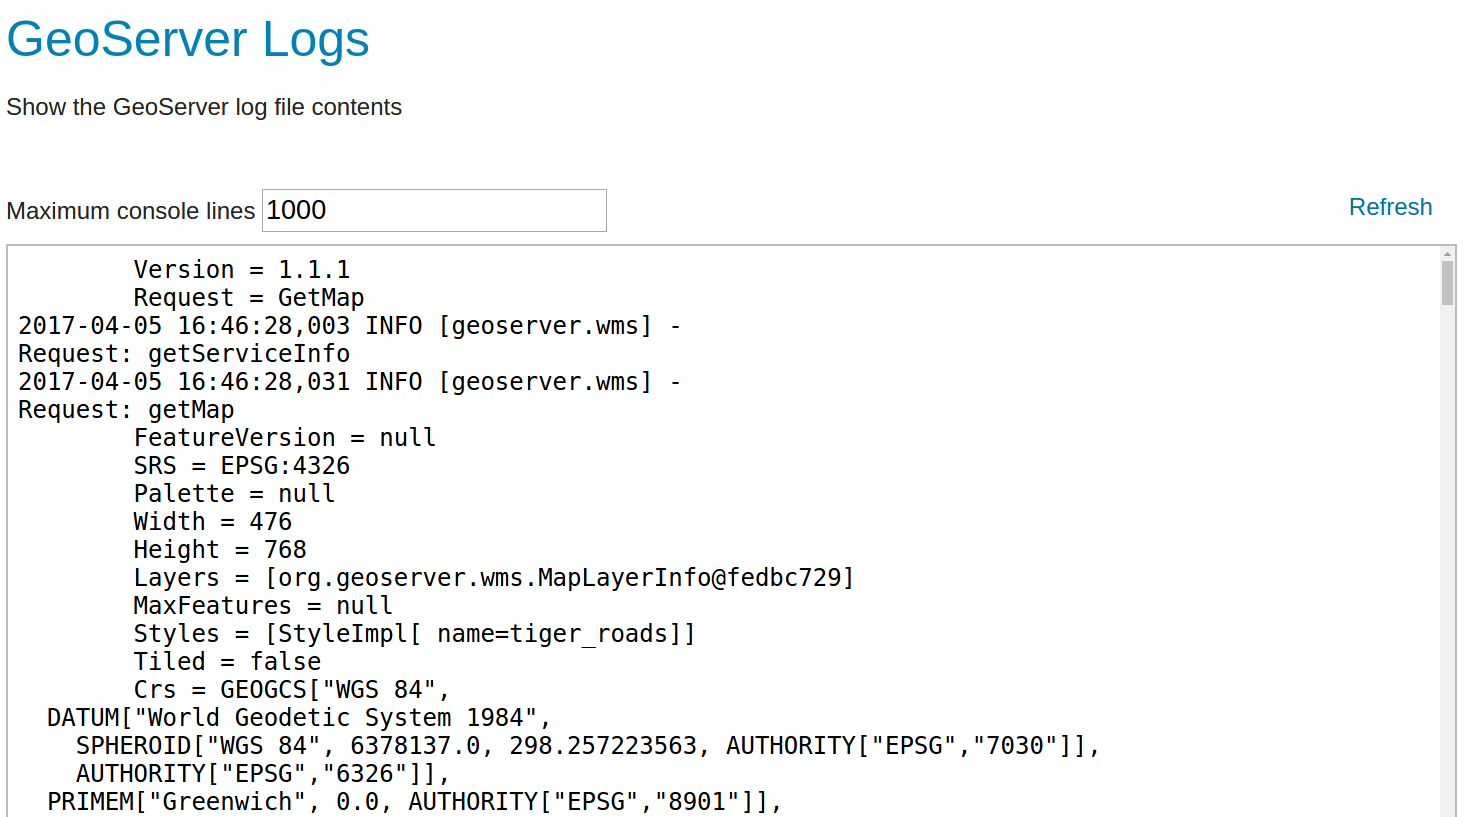 GeoServer Logs
Show the GeoServer log file contents
Maximum console lines 1000 Refresh
Version = 1.1.1
Request = GetMap
2017-04-05 16:46:28,003 INFO [geoserver.wms] -
Request: getServiceInfo
2017-04-05 16:46:28,031 INFO [geoserver.wms] -
Request: getMap
FeatureVersion = null
SRS = EPSG:4326
Palette = null
Width = 476
Height = 768
Layers = [org.geoserver.wms.MapLayerInfo@fedbc729]
MaxFeatures = null
Styles = [StyleImpl[ name=tiger_roads]]
Tiled = false
Crs = GEOGCS["WGS 84",
DATUM["World Geodetic System 1984",
SPHEROID["WGS 84", 6378137.0, 298.257223563, AUTHORITY["EPSG","7030"]],
AUTHORITY["EPSG","6326"]],
PRIMEM["Greenwich", 0.0, AUTHORITY["EPSG","8901"]],